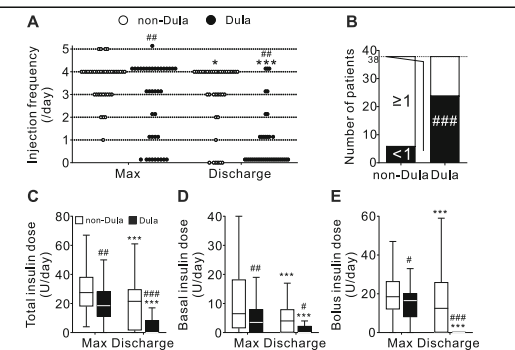 A
non-Dula Dula
Injection frequency
(/day)
5
4
3
2
1
0
##
*
##
***
Max Discharge
B
Number of patients
40
38
30
20
10
0
≥1
<1
###
non-Dula Dula
C
Total insulin dose
(U/day)
80
60
40
20
0
non-Dula Dula
##
***
###
***
Max Discharge
D
Basal insulin dose
(U/day)
40
30
20
10
0
##
***
#
***
Max Discharge
E
Bolus insulin dose
(U/day)
60
40
20
0
#
***
###
***
Max Discharge